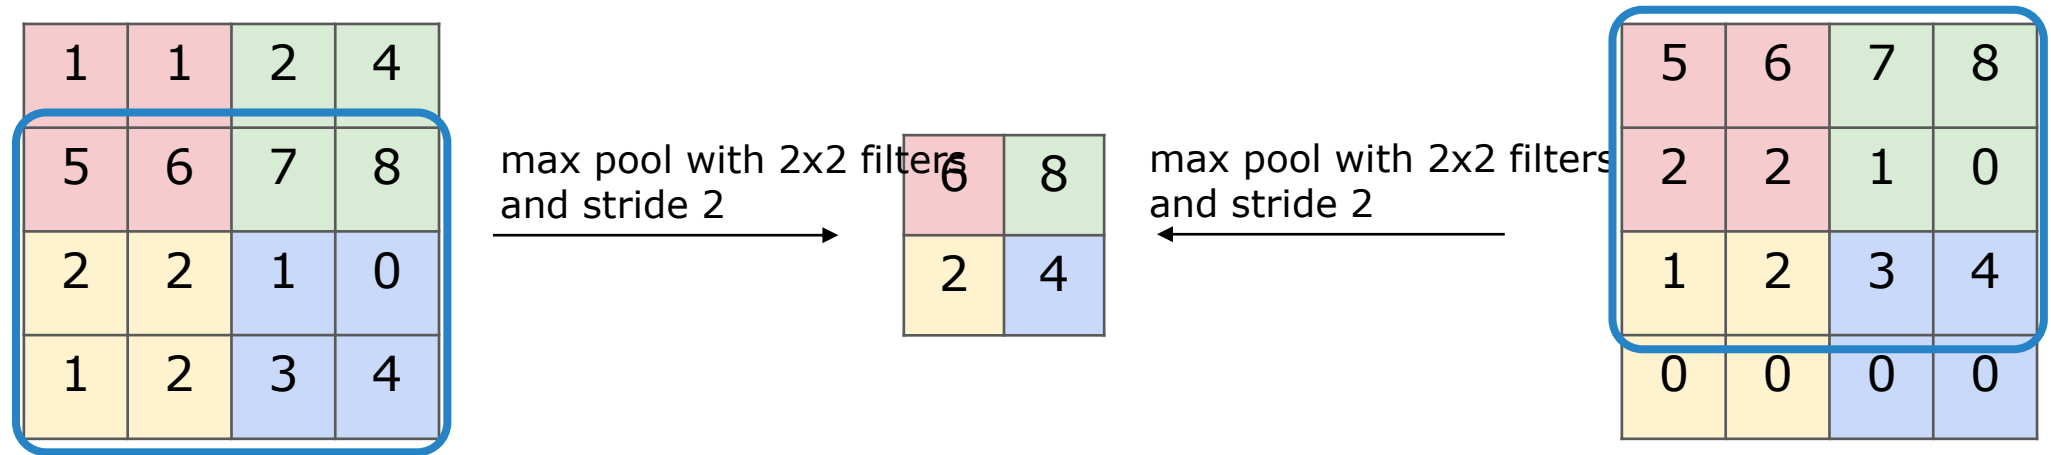 1 1 2 4
5 6 7 8
2 2 1 0
1 2 3 4
max pool with 2x2 filters
and stride 2
6 8
2 4
max pool with 2x2 filters
and stride 2
5 6 7 8
2 2 1 0
1 2 3 4
0 0 0 0